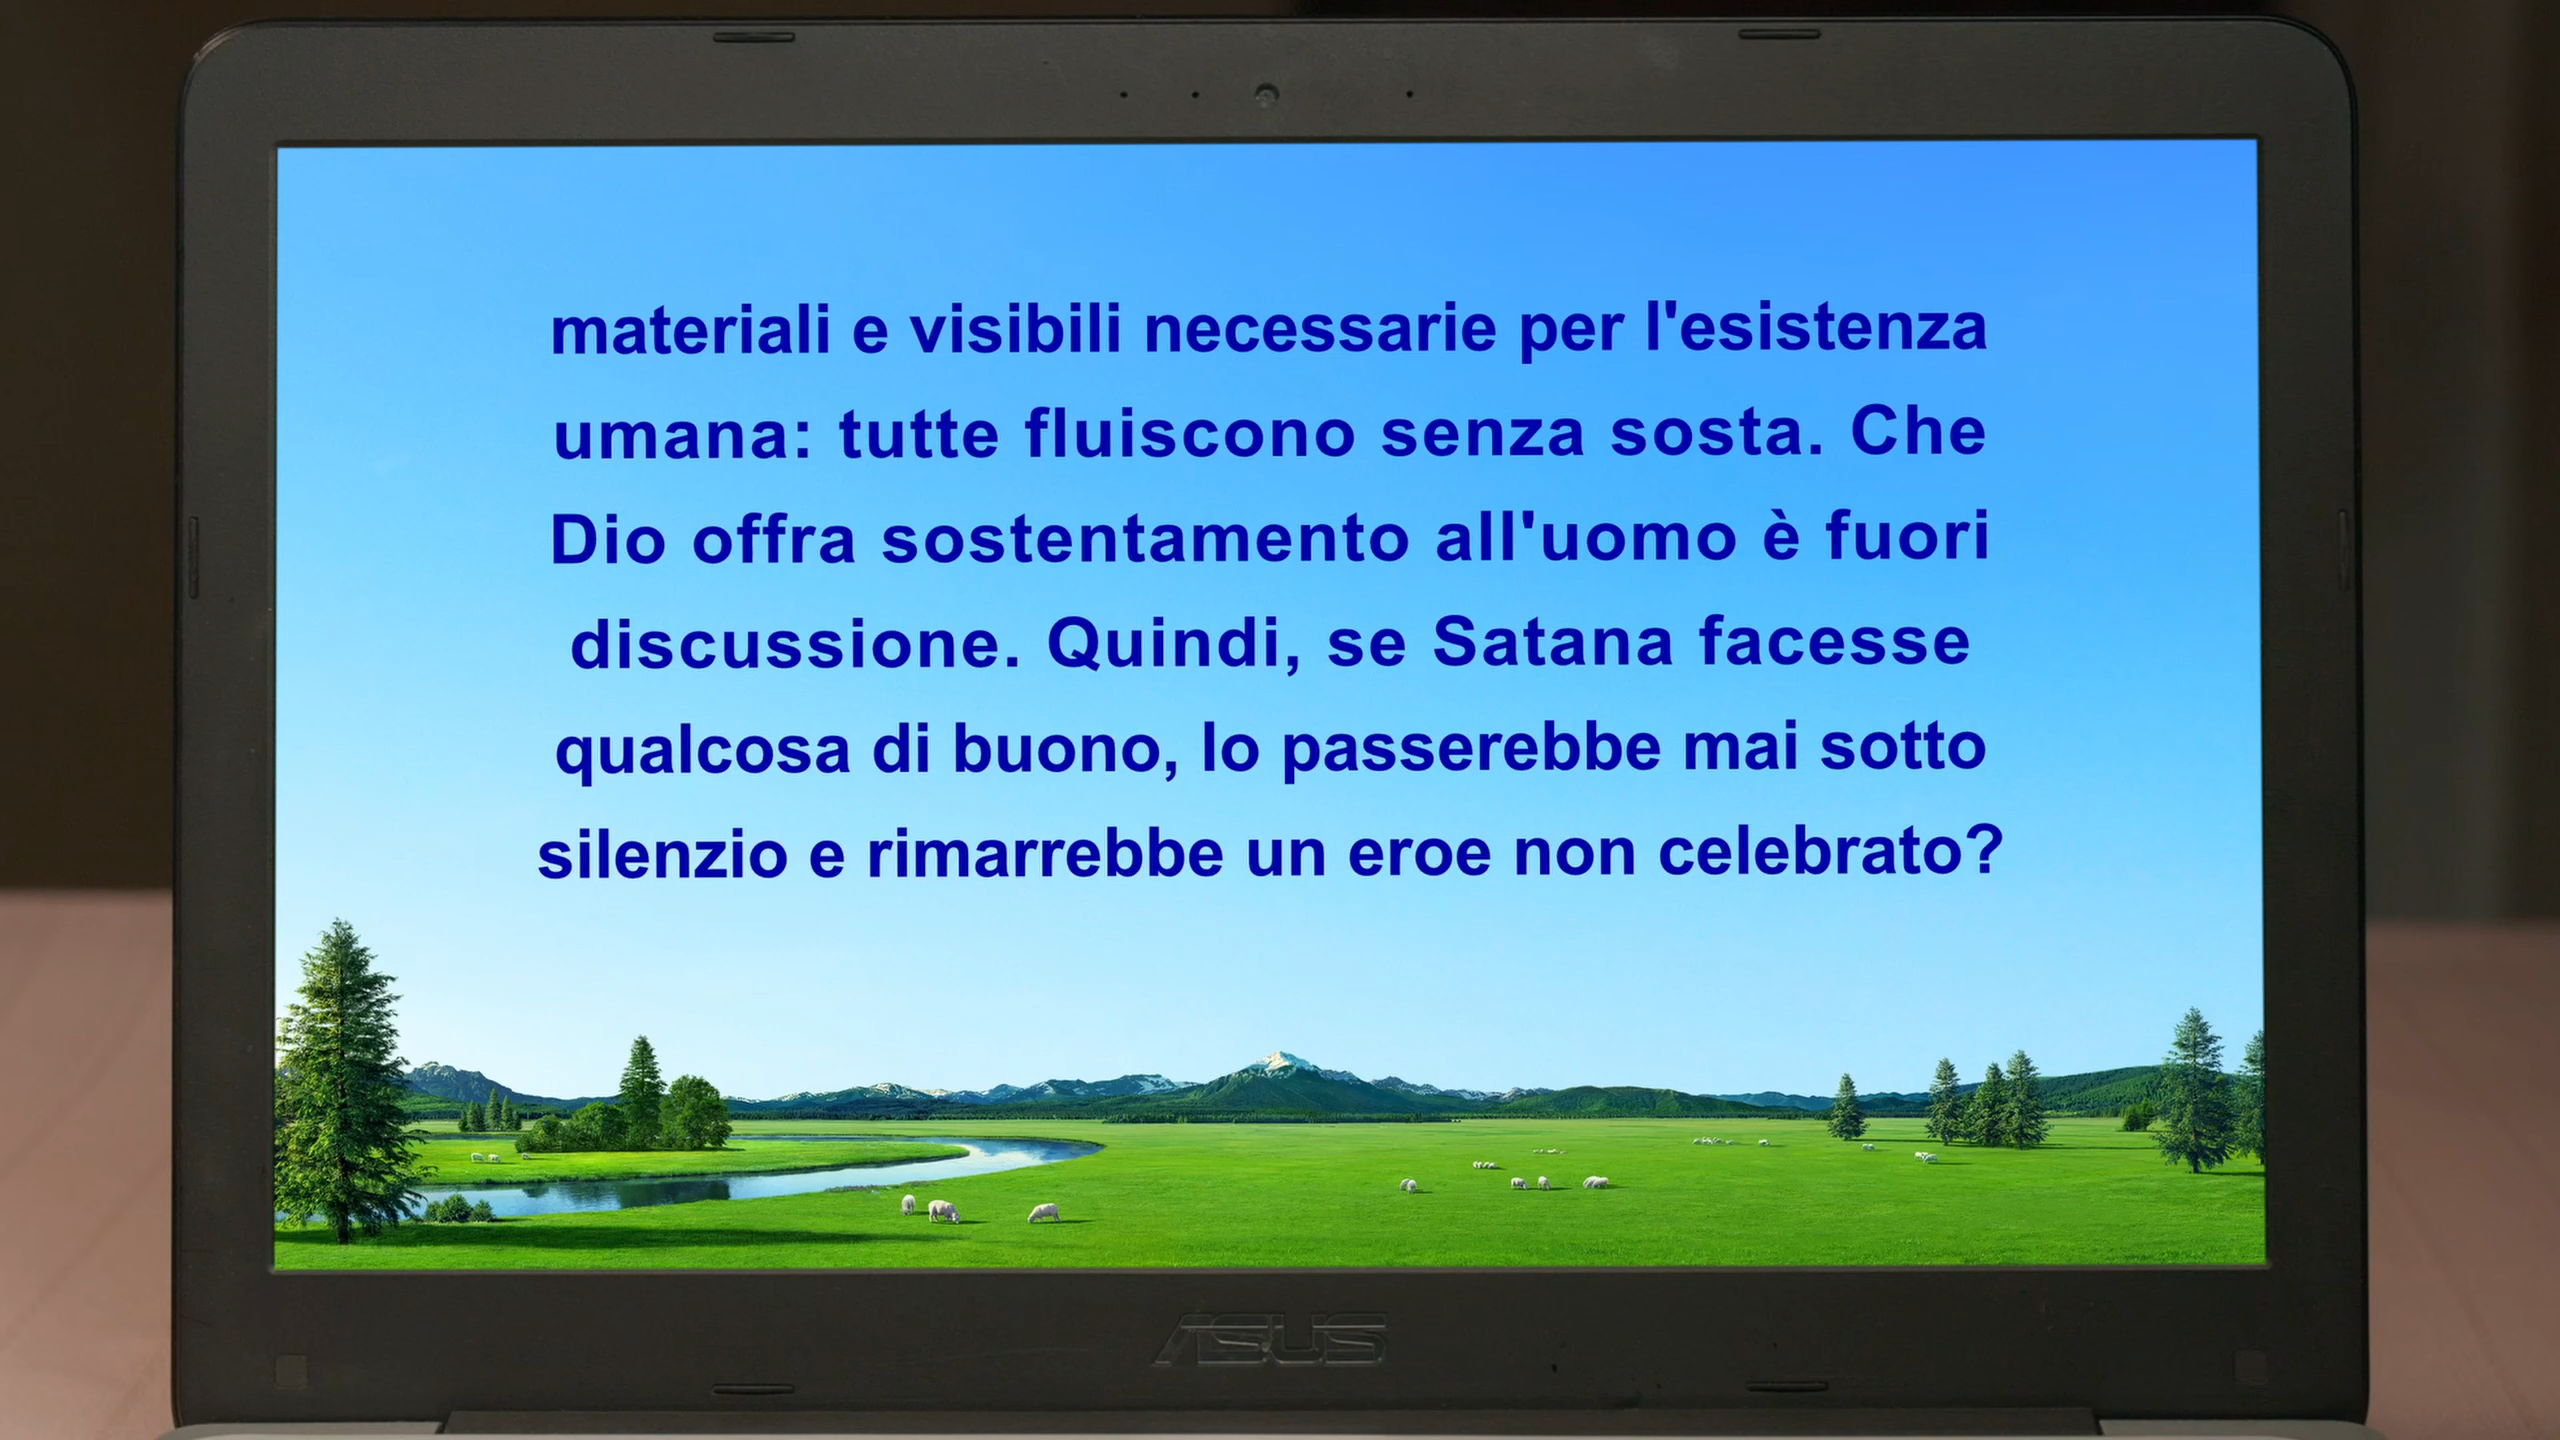 materiali e visibili necessarie per l'esistenza
umana: tutte fluiscono senza sosta. Che
Dio offra sostentamento all'uomo è fuori
discussione. Quindi, se Satana facesse
qualcosa di buono, lo passerebbe mai sotto
silenzio e rimarrebbe un eroe non celebrato?
ASUS